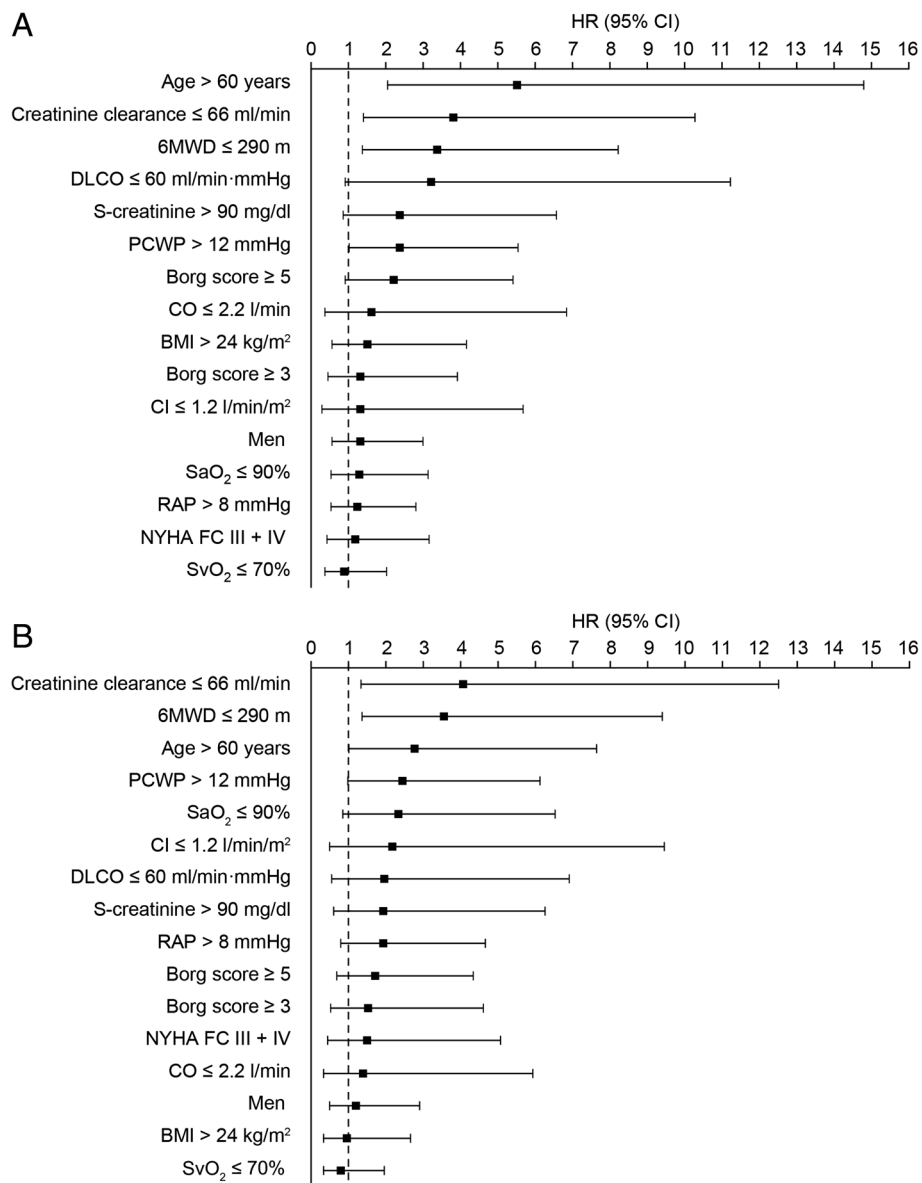 A
HR (95% CI)
0 1 2 3 4 5 6 7 8 9 10 11 12 13 14 15 16
Age > 60 years
Creatinine clearance ≤ 66 ml/min
6MWD ≤ 290 m
DLCO ≤ 60 ml/min·mmHg
S-creatinine > 90 mg/dl
PCWP > 12 mmHg
Borg score ≥ 5
CO ≤ 2.2 l/min
BMI > 24 kg/m²
Borg score ≥ 3
CI ≤ 1.2 l/min/m²
Men
SaO₂ ≤ 90%
RAP > 8 mmHg
NYHA FC III + IV
SvO₂ ≤ 70%
B
HR (95% CI)
0 1 2 3 4 5 6 7 8 9 10 11 12 13 14 15 16
Creatinine clearance ≤ 66 ml/min
6MWD ≤ 290 m
Age > 60 years
PCWP > 12 mmHg
SaO₂ ≤ 90%
CI ≤ 1.2 l/min/m²
DLCO ≤ 60 ml/min·mmHg
S-creatinine > 90 mg/dl
RAP > 8 mmHg
Borg score ≥ 5
Borg score ≥ 3
NYHA FC III + IV
CO ≤ 2.2 l/min
Men
BMI > 24 kg/m²
SvO₂ ≤ 70%